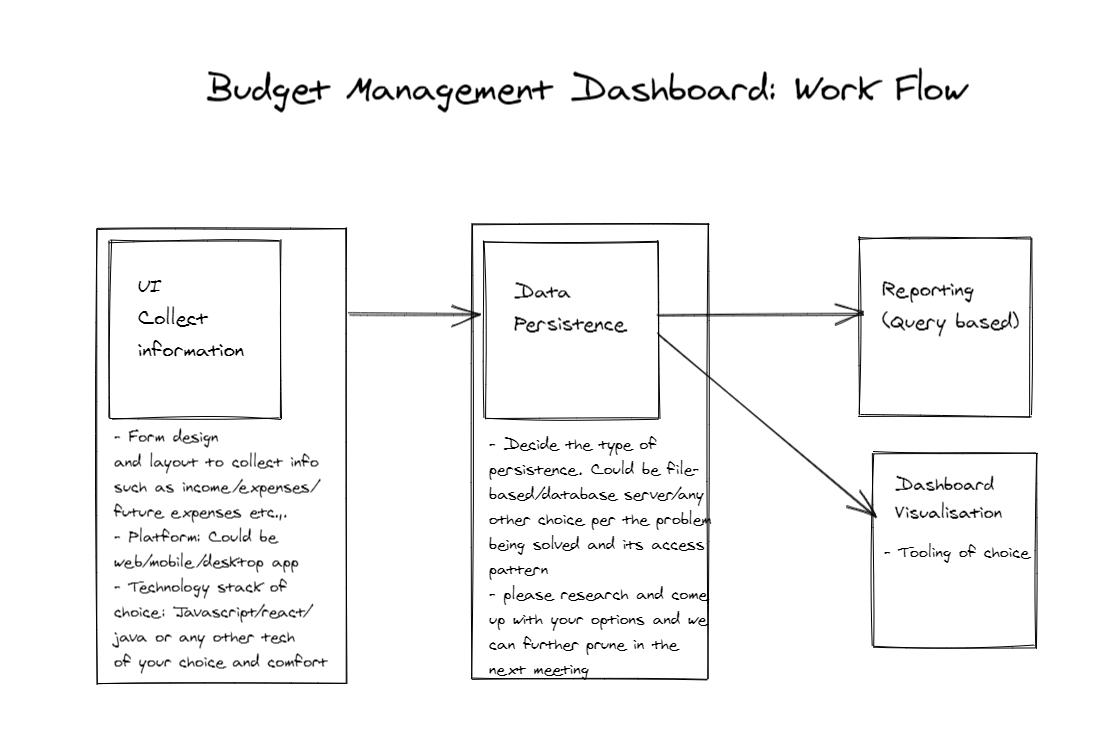 Budget Management Dashboard: Work Flow
UI
Collect
information
- Form design
and layout to collect info
such as income/expenses/
future expenses etc.,.
- Platform: Could be
web/mobile/desktop app
- Technology stack of
choice: Javascript/react/
java or any other tech
of your choice and comfort
Data
Persistence
- Decide the type of
persistence. Could be file-
based/database server/any
other choice per the problem
being solved and its access
pattern
- please research and come
up with your options and we
can further prune in the
next meeting
Reporting
(Query based)
Dashboard
Visualisation
- Tooling of choice